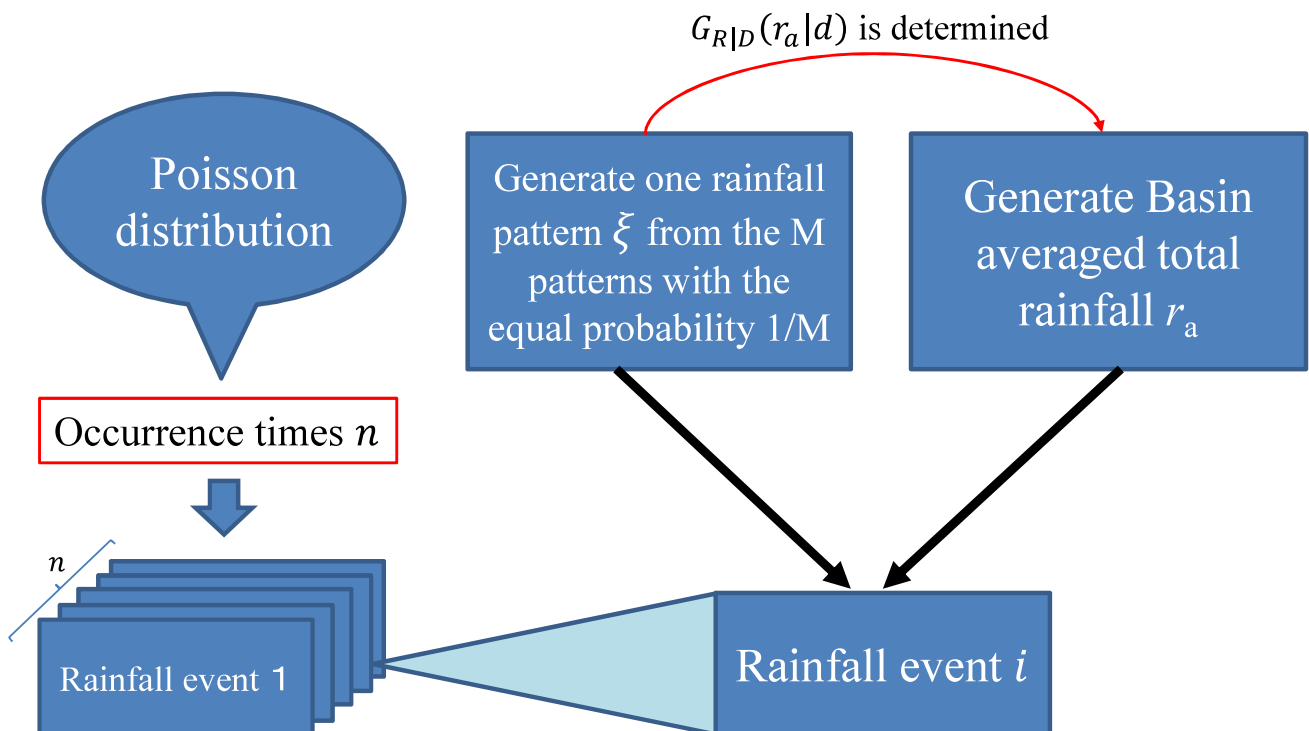 G_{R|D}(r_a|d) is determined
Poisson
distribution
Generate one rainfall
pattern ξ from the M
patterns with the
equal probability 1/M
Generate Basin
averaged total
rainfall r_a
Occurrence times n
n
Rainfall event 1
Rainfall event i